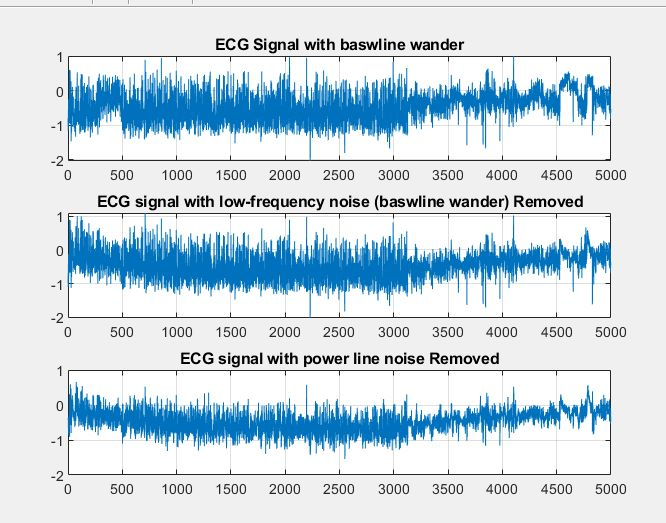 ECG Signal with baswline wander
1
0
-1
-2
0 500 1000 1500 2000 2500 3000 3500 4000 4500 5000
ECG signal with low-frequency noise (baswline wander) Removed
1
0
-1
-2
0 500 1000 1500 2000 2500 3000 3500 4000 4500 5000
ECG signal with power line noise Removed
1
0
-1
-2
0 500 1000 1500 2000 2500 3000 3500 4000 4500 5000